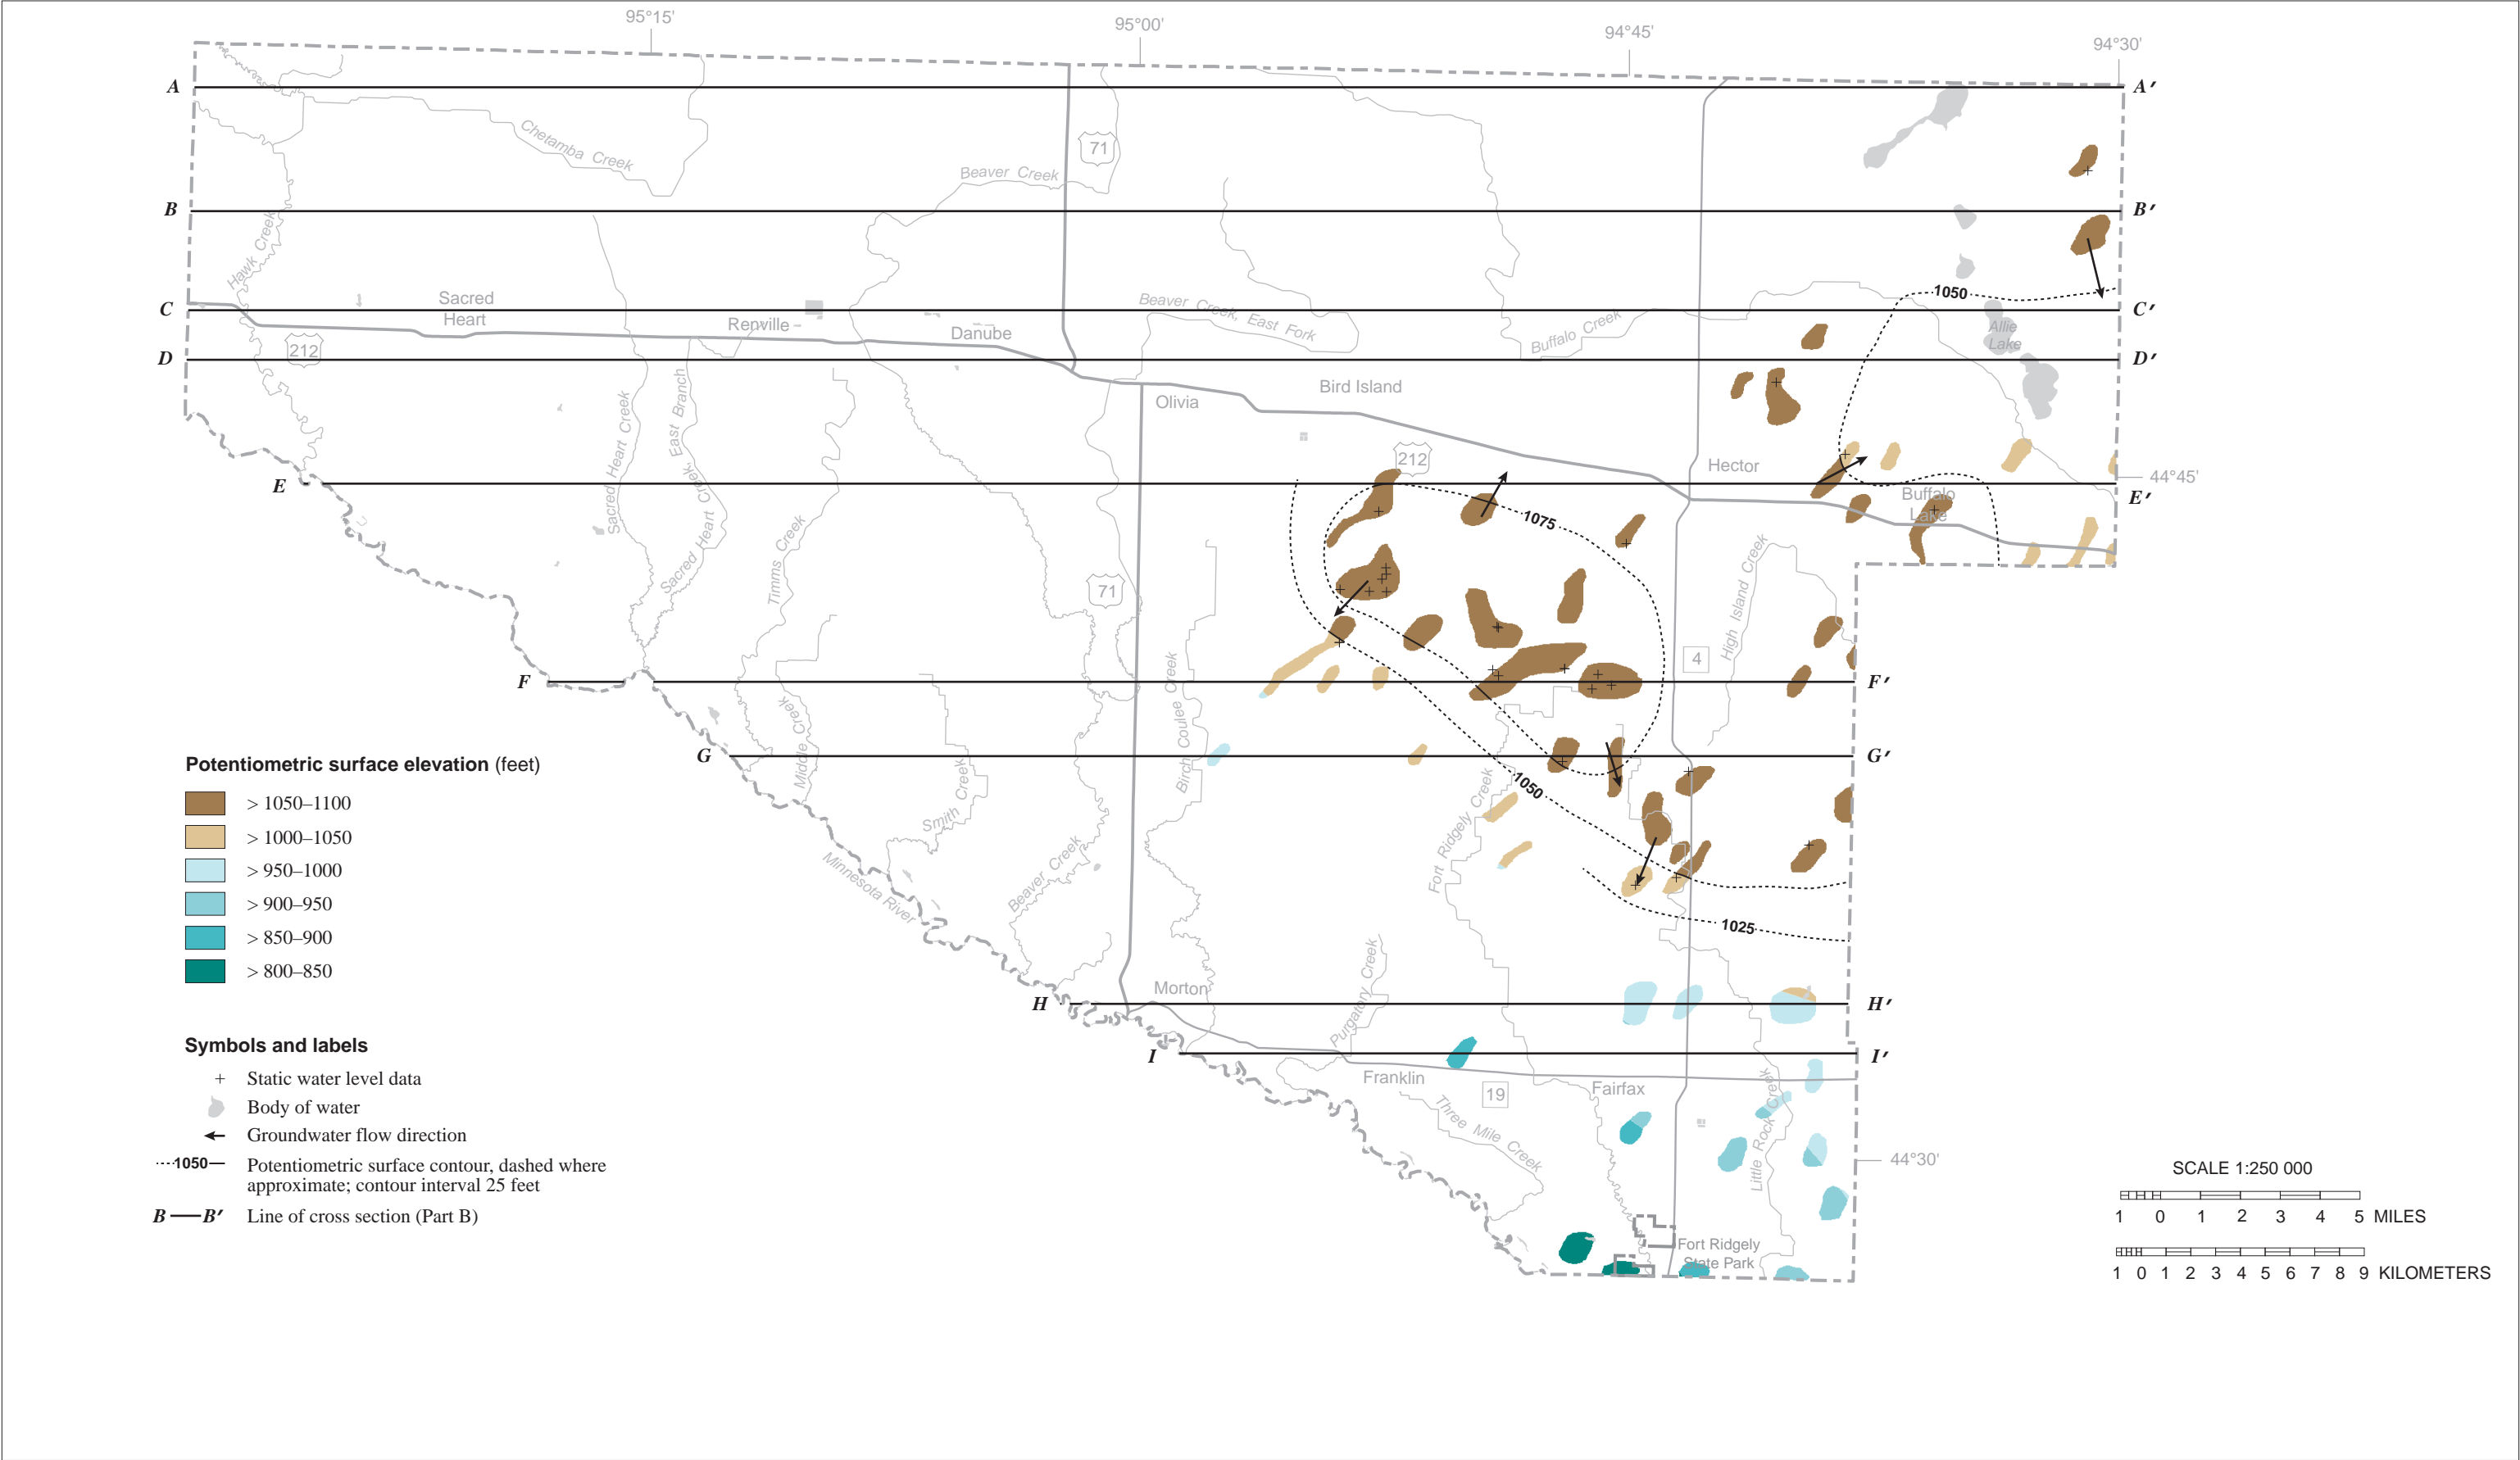 95°15'
95°00'
94°45'
94°30'
A
A′
Chetamba Creek
71
Beaver Creek
B
B′
Hawk Creek
1050
C
C′
Sacred
Heart
Renville
Danube
Beaver Creek, East Fork
Buffalo Creek
Allie
Lake
212
D
D′
Bird Island
Olivia
212
Hector
44°45'
E
E′
Sacred Heart Creek
Sacred Heart Creek, East Branch
Buffalo
Lake
1075
Timms Creek
71
High Island Creek
4
F
F′
Birch Coulee Creek
Middle Creek
G
G′
Smith Creek
1050
Fort Ridgely Creek
Beaver Creek
Minnesota River
1025
Purgatory Creek
Morton
H
H′
I
I′
Franklin
19
Fairfax
Three Mile Creek
Little Rock Creek
44°30'
Fort Ridgely
State Park
Potentiometric surface elevation (feet)
> 1050–1100
> 1000–1050
> 950–1000
> 900–950
> 850–900
> 800–850
Symbols and labels
+ Static water level data
Body of water
Groundwater flow direction
1050 Potentiometric surface contour, dashed where
approximate; contour interval 25 feet
B B′ Line of cross section (Part B)
SCALE 1:250 000
1 0 1 2 3 4 5 MILES
1 0 1 2 3 4 5 6 7 8 9 KILOMETERS